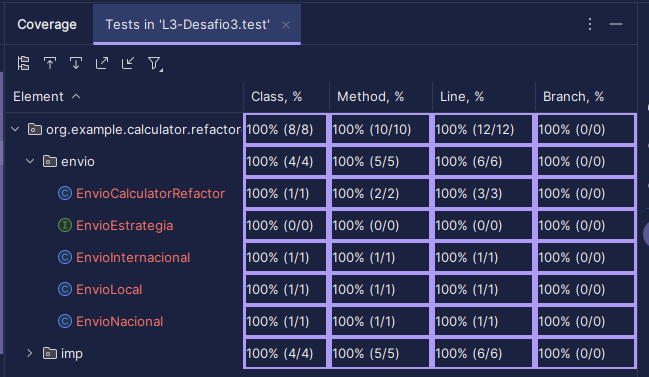 Coverage Tests in 'L3-Desafio3.test'
Element Class, % Method, % Line, % Branch, %
org.example.calculator.refactor 100% (8/8) 100% (10/10) 100% (12/12) 100% (0/0)
envio 100% (4/4) 100% (5/5) 100% (6/6) 100% (0/0)
EnvioCalculatorRefactor 100% (1/1) 100% (2/2) 100% (3/3) 100% (0/0)
EnvioEstrategia 100% (0/0) 100% (0/0) 100% (0/0) 100% (0/0)
EnvioInternacional 100% (1/1) 100% (1/1) 100% (1/1) 100% (0/0)
EnvioLocal 100% (1/1) 100% (1/1) 100% (1/1) 100% (0/0)
EnvioNacional 100% (1/1) 100% (1/1) 100% (1/1) 100% (0/0)
imp 100% (4/4) 100% (5/5) 100% (6/6) 100% (0/0)